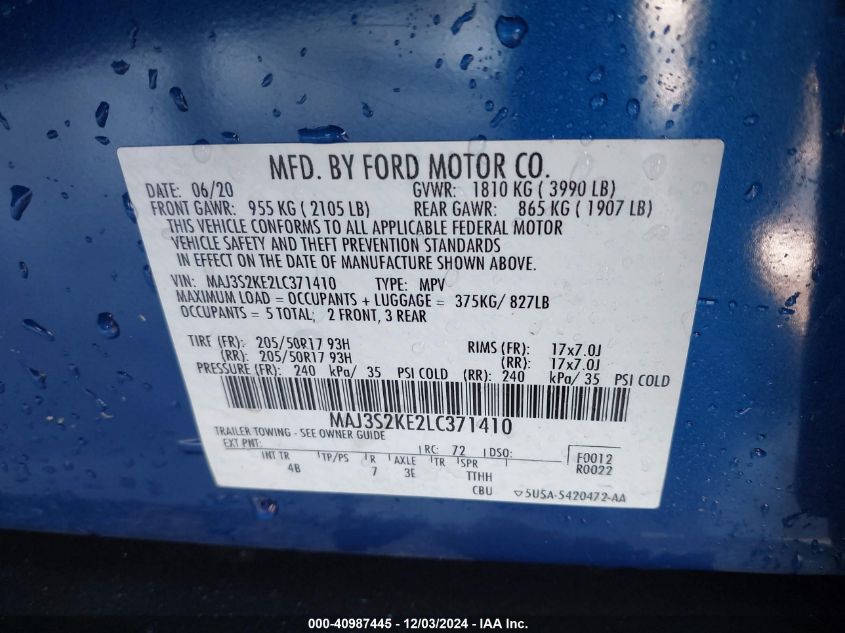 MFD. BY FORD MOTOR CO.
DATE: 06/20 GVWR: 1810 KG ( 3990 LB)
FRONT GAWR: 955 KG ( 2105 LB) REAR GAWR: 865 KG ( 1907 LB)
THIS VEHICLE CONFORMS TO ALL APPLICABLE FEDERAL MOTOR
VEHICLE SAFETY AND THEFT PREVENTION STANDARDS
IN EFFECT ON THE DATE OF MANUFACTURE SHOWN ABOVE.
VIN: MAJ3S2KE2LC371410 TYPE: MPV
MAXIMUM LOAD = OCCUPANTS + LUGGAGE = 375KG/ 827LB
OCCUPANTS = 5 TOTAL; 2 FRONT, 3 REAR
TIRE (FR): 205/50R17 93H RIMS (FR): 17x7.0J
(RR): 205/50R17 93H (RR): 17x7.0J
PRESSURE (FR): 240 kPa/ 35 PSI COLD (RR): 240 kPa/ 35 PSI COLD
MAJ3S2KE2LC371410
TRAILER TOWING - SEE OWNER GUIDE
EXT PNT: RC: 72 DSO: F0012
R0022
INT TR TP/PS R AXLE TR SPR
4B 7 3E TTHH
CBU 5USA-5420472-AA
000-40987445 - 12/03/2024 - IAA Inc.